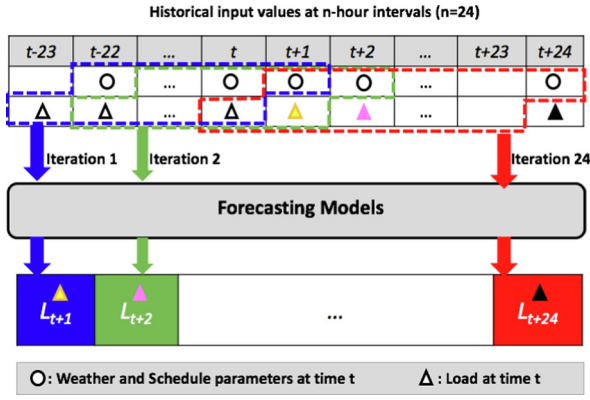 Historical input values at n-hour intervals (n=24)
t-23 t-22 ... t t+1 t+2 ... t+23 t+24
... ...
... ...
Iteration 1 Iteration 2 Iteration 24
Forecasting Models
Lt+1 Lt+2 ... Lt+24
: Weather and Schedule parameters at time t : Load at time t